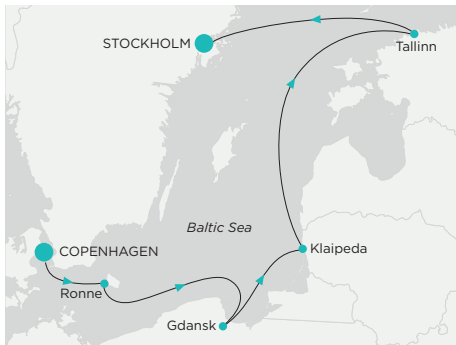 STOCKHOLM
Tallinn
Baltic Sea
Klaipeda
COPENHAGEN
Ronne
Gdansk